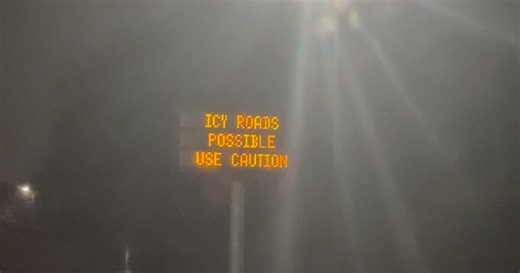 ICY ROADS
POSSIBLE
USE CAUTION